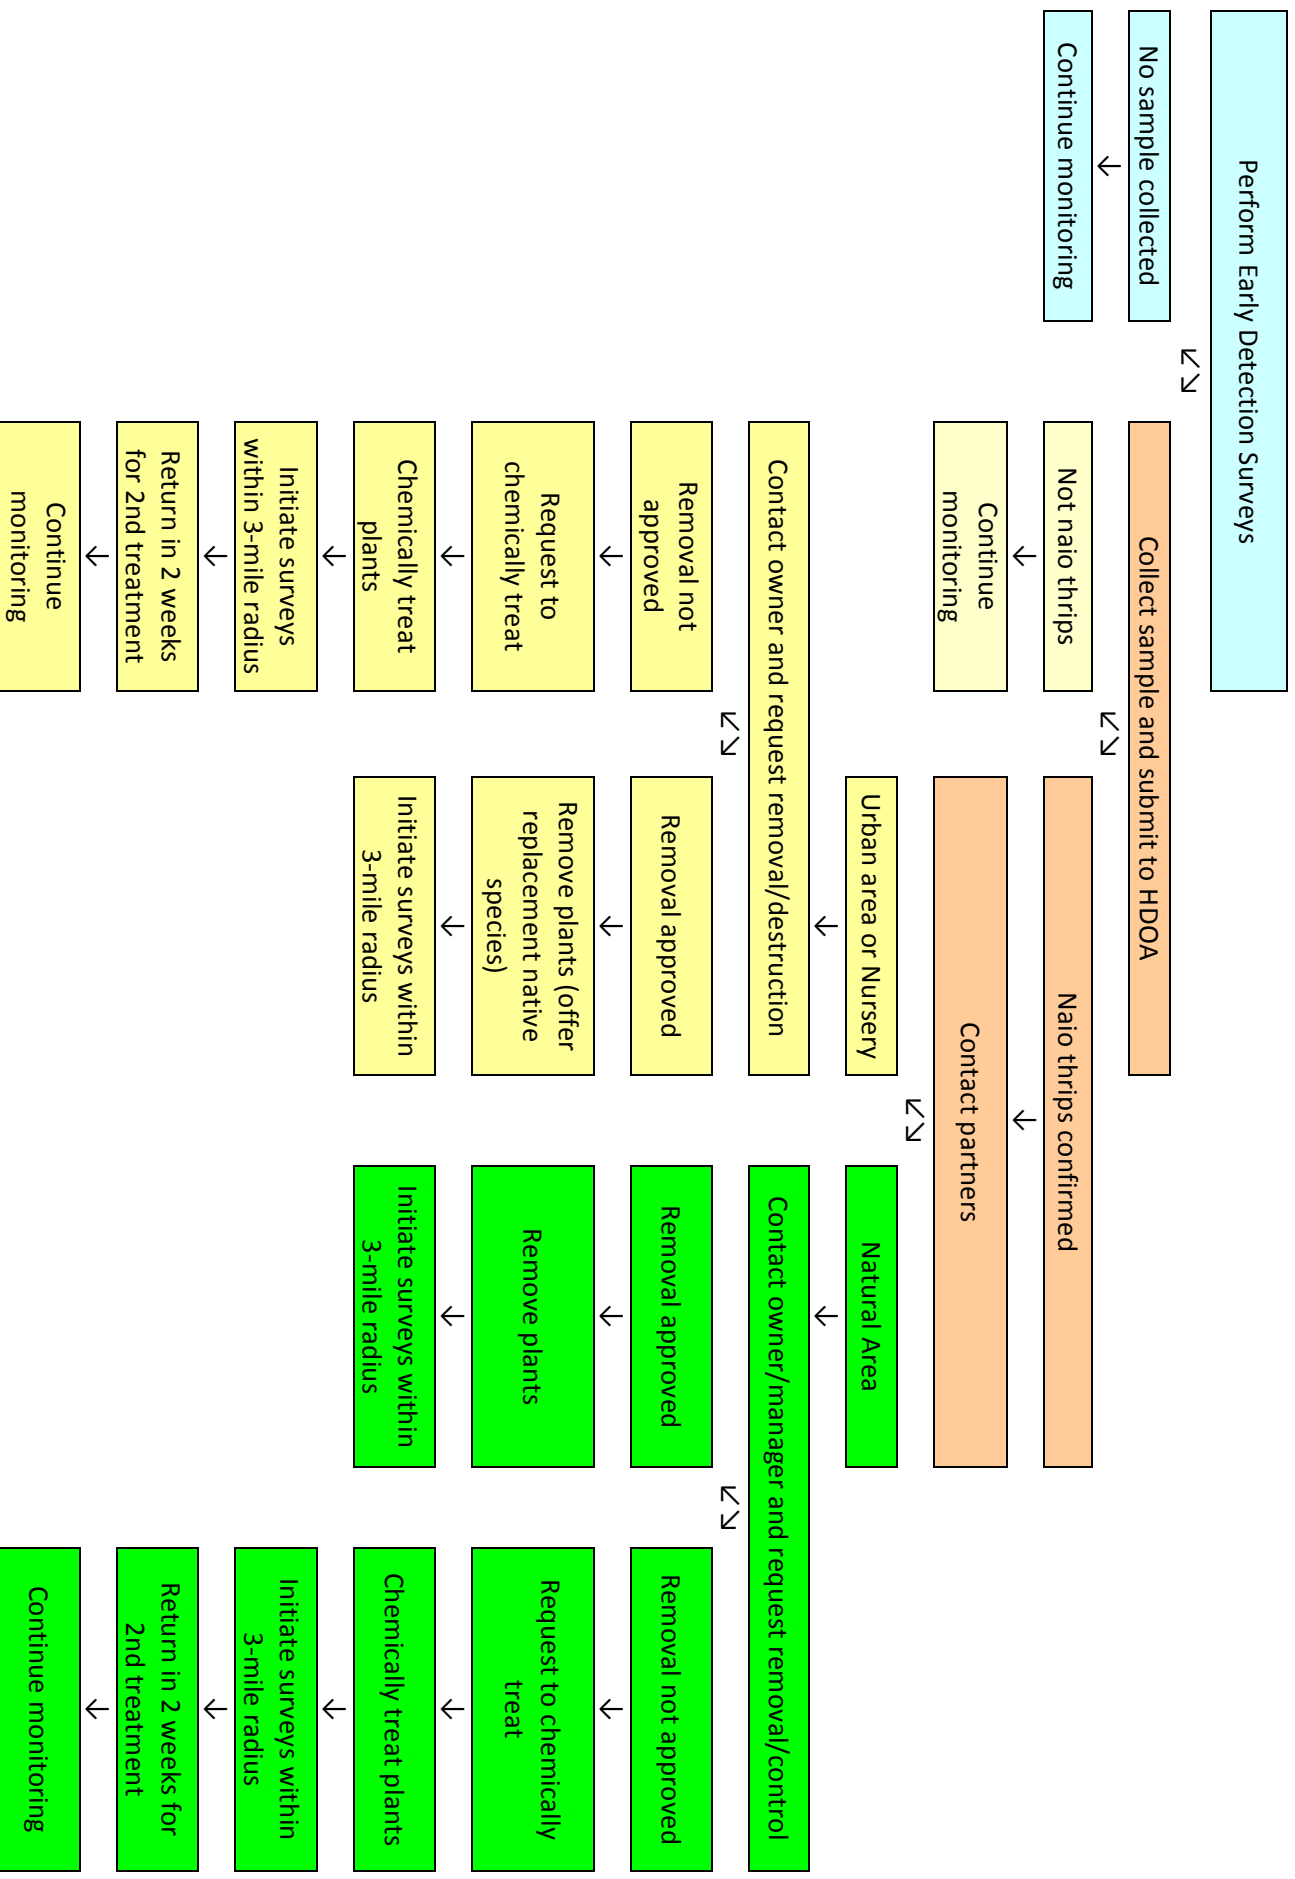 Perform Early Detection Surveys
No sample collected
Collect sample and submit to HDOA
Continue monitoring
Not naio thrips
Naio thrips confirmed
Continue
monitoring
Contact partners
Urban area or Nursery
Natural Area
Contact owner and request removal/destruction
Contact owner/manager and request removal/control
Removal not
approved
Removal approved
Removal approved
Removal not approved
Request to
chemically treat
Remove plants (offer
replacement native
species)
Remove plants
Request to chemically
treat
Chemically treat
plants
Initiate surveys within
3-mile radius
Initiate surveys within
3-mile radius
Chemically treat plants
Initiate surveys
within 3-mile radius
Initiate surveys within
3-mile radius
Return in 2 weeks
for 2nd treatment
Return in 2 weeks for
2nd treatment
Continue
monitoring
Continue monitoring